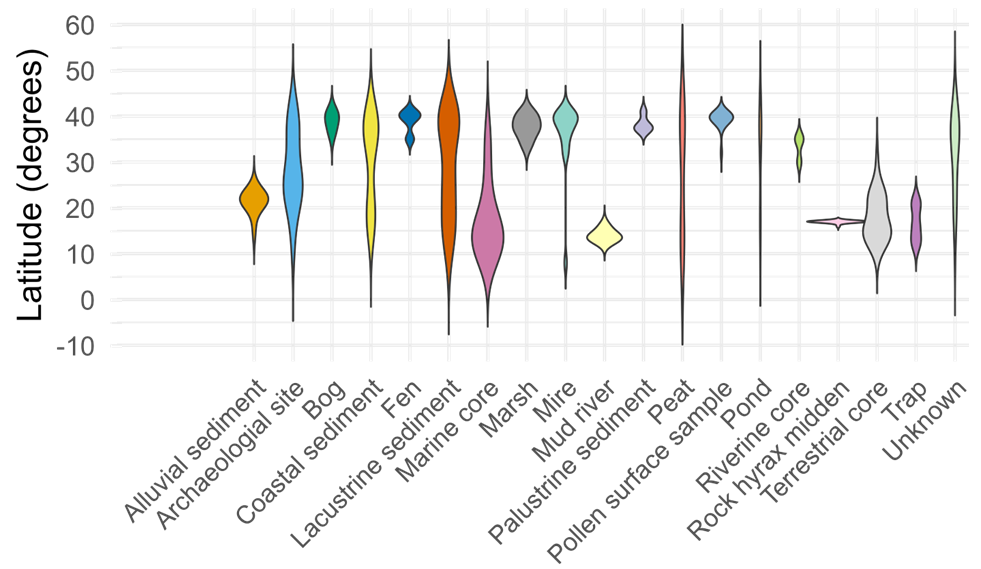 Latitude (degrees)
60
50
40
30
20
10
0
-10
Alluvial sediment
Archaeologial site
Bog
Coastal sediment
Fen
Lacustrine sediment
Marine core
Marsh
Mire
Mud river
Palustrine sediment
Peat
Pollen surface sample
Pond
Riverine core
Rock hyrax midden
Terrestrial core
Trap
Unknown